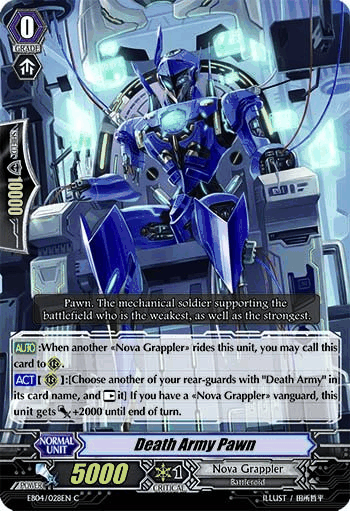 0
GRADE
10000
SHIELD
Pawn. The mechanical soldier supporting the
battlefield who is the weakest, as well as the strongest.
AUTO:When another «Nova Grappler» rides this unit, you may call this
card to R.
ACT[R]:[Choose another of your rear-guards with "Death Army" in
its card name, and it] If you have a «Nova Grappler» vanguard, this
unit gets +2000 until end of turn.
NORMAL
UNIT
Death Army Pawn
POWER
5000
1
CRITICAL
Nova Grappler
Battleroid
EB04/028EN C
ILLUST / 田所哲平